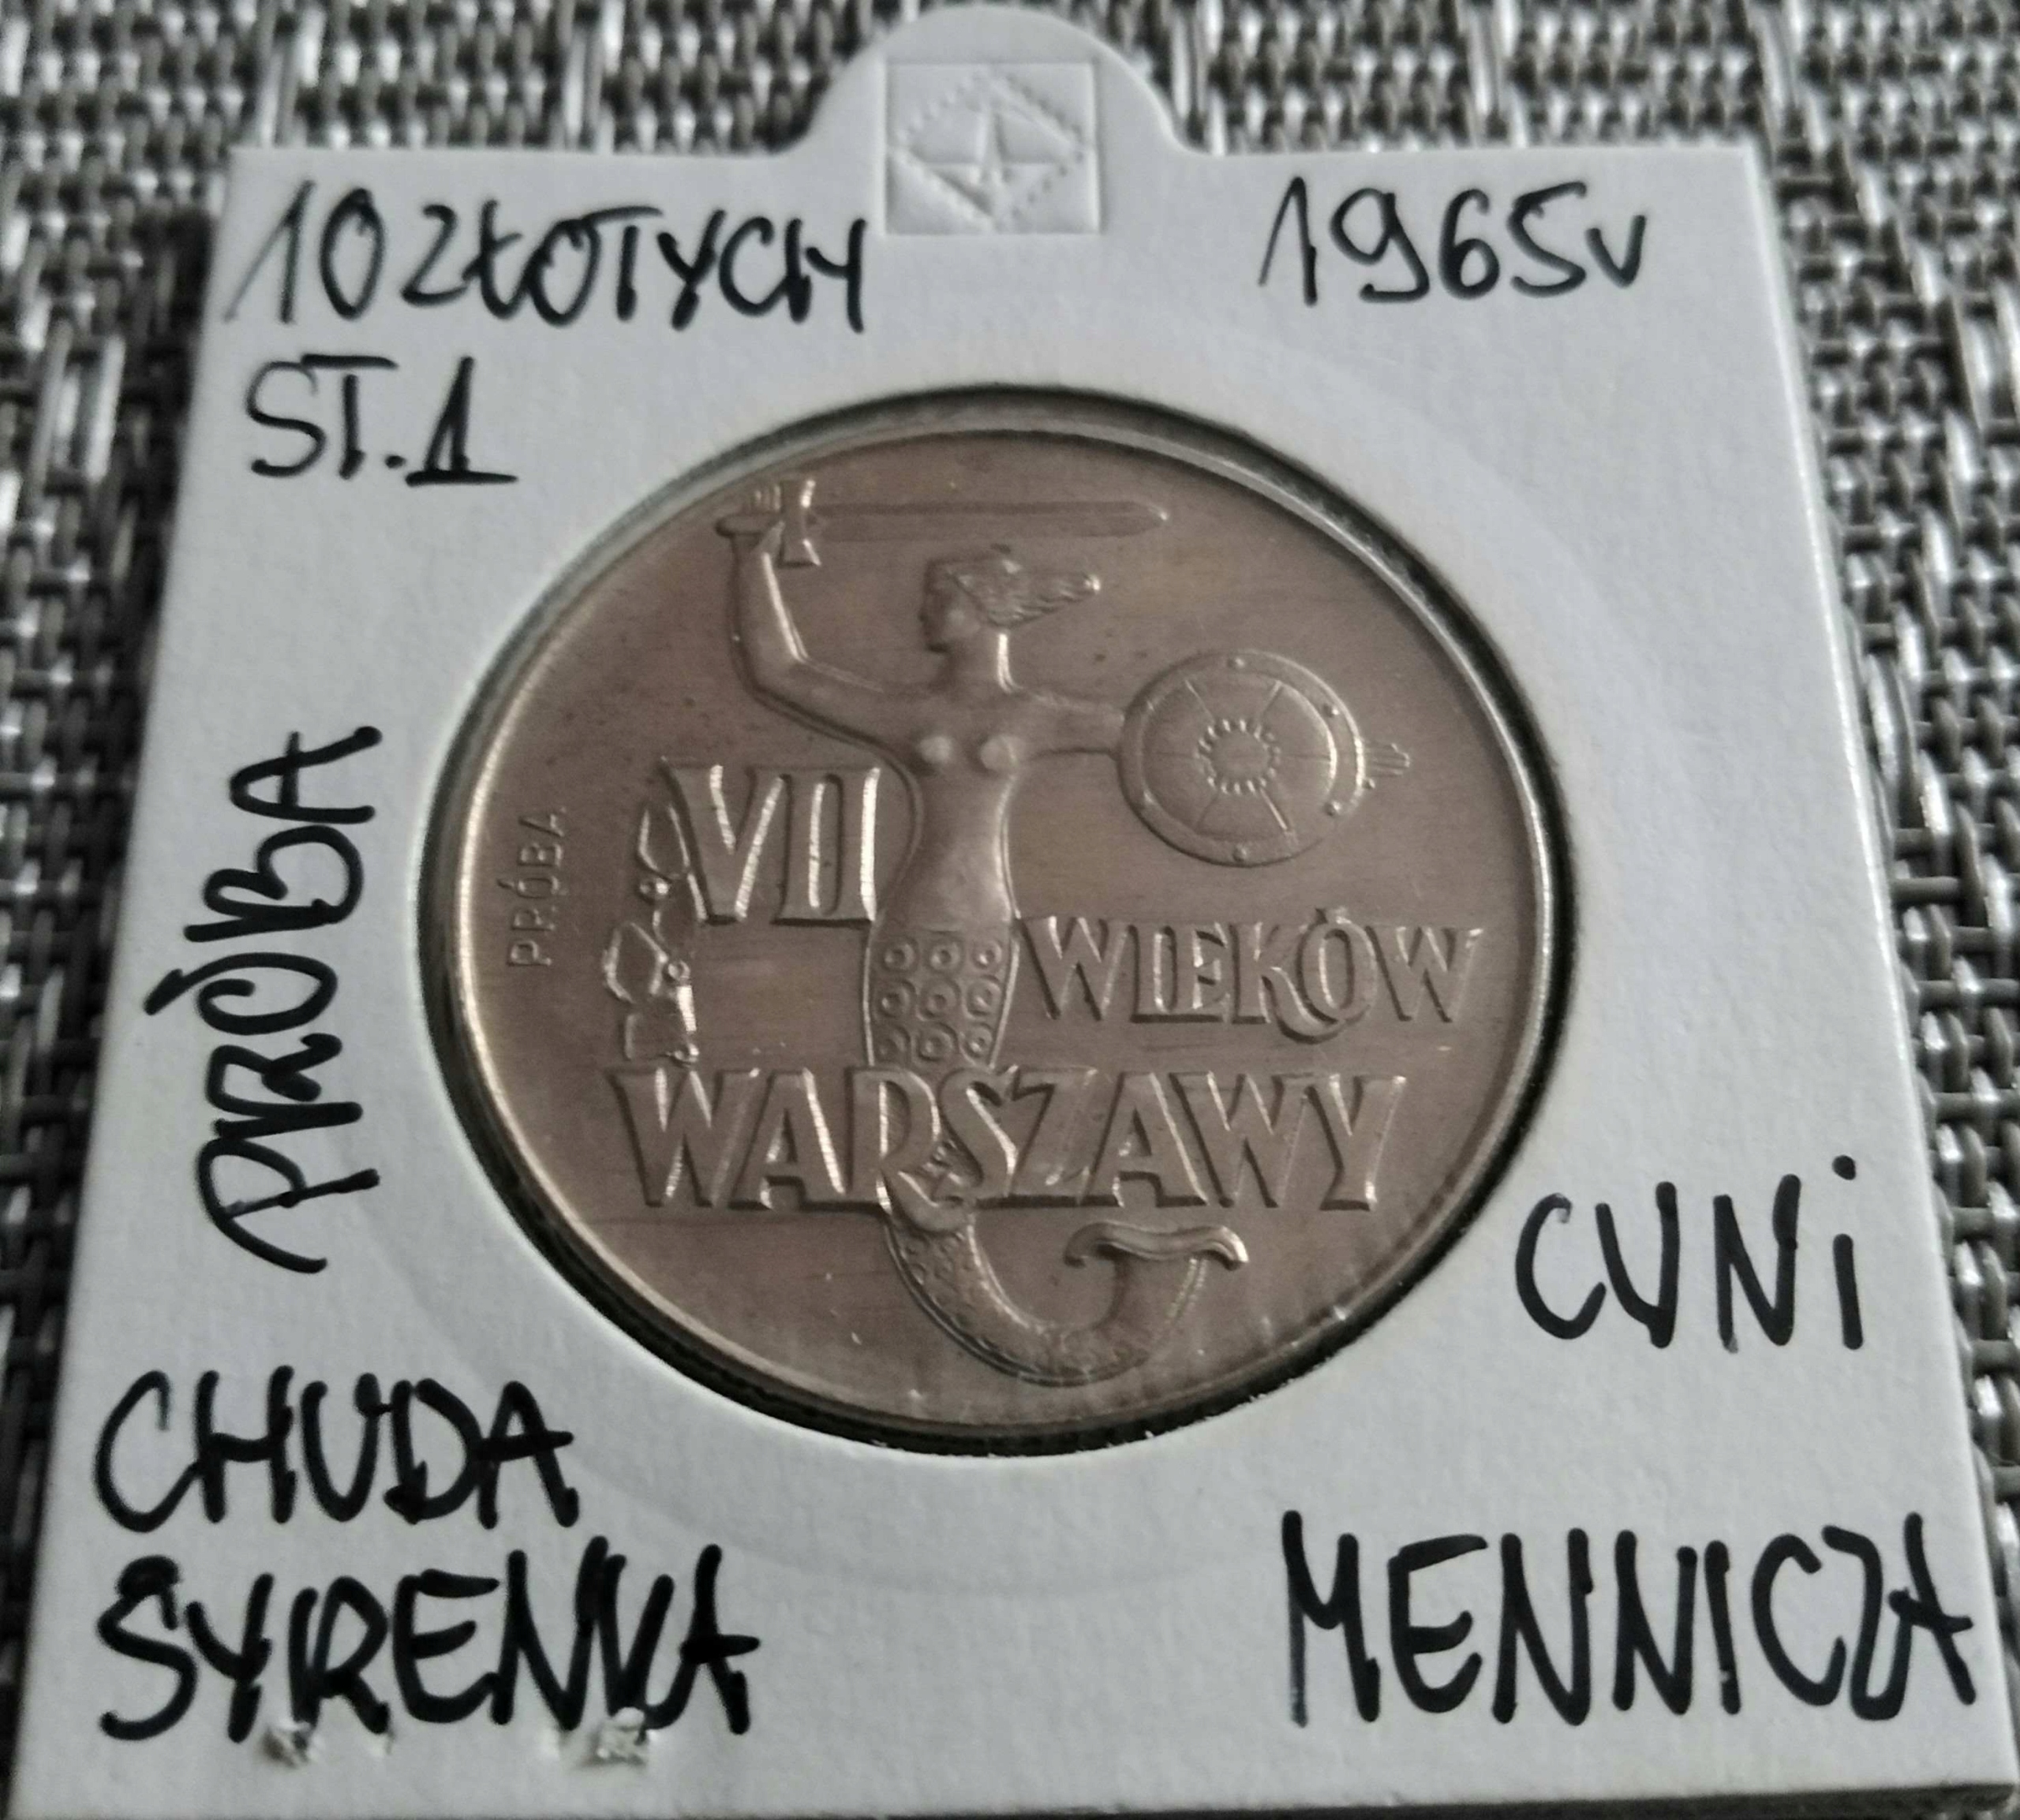 10 ZŁOTYCH
1965r
ST.1
PRÓBA
PRÓBA
VII
WIEKÓW
WARSZAWY
CUNi
CHUDA
SYRENKA
MENNICZA